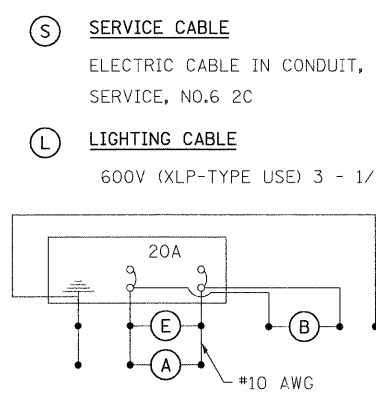 S SERVICE CABLE
ELECTRIC CABLE IN CONDUIT,
SERVICE, NO.6 2C
L LIGHTING CABLE
600V (XLP-TYPE USE) 3 - 1/
20A
E
B
A
#10 AWG